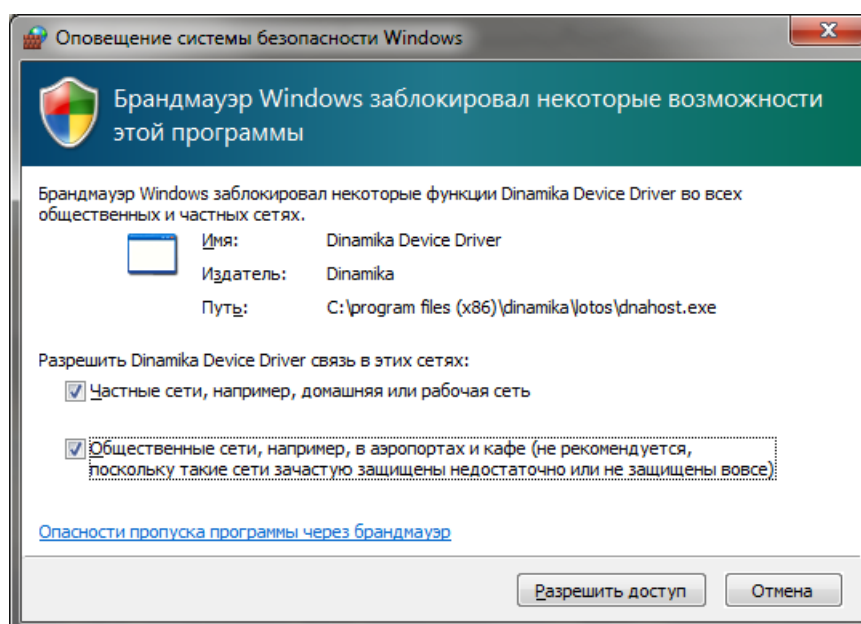 Оповещение системы безопасности Windows
Брандмауэр Windows заблокировал некоторые возможности
этой программы
Брандмауэр Windows заблокировал некоторые функции Dinamika Device Driver во всех
общественных и частных сетях.
Имя: Dinamika Device Driver
Издатель: Dinamika
Путь: C:\program files (x86)\dinamika\lotos\dnahost.exe
Разрешить Dinamika Device Driver связь в этих сетях:
Частные сети, например, домашняя или рабочая сеть
Общественные сети, например, в аэропортах и кафе (не рекомендуется,
поскольку такие сети зачастую защищены недостаточно или не защищены вовсе)
Опасности пропуска программы через брандмауэр
Разрешить доступ Отмена